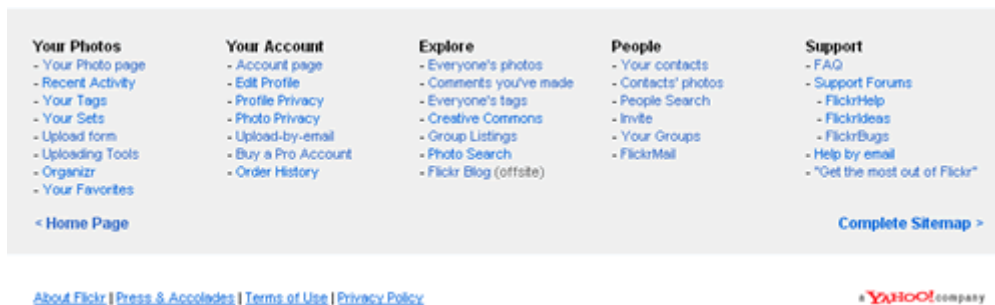 Your Photos
- Your Photo page
- Recent Activity
- Your Tags
- Your Sets
- Upload form
- Uploading Tools
- Organizr
- Your Favorites
Your Account
- Account page
- Edit Profile
- Profile Privacy
- Photo Privacy
- Upload-by-email
- Buy a Pro Account
- Order History
Explore
- Everyone's photos
- Comments you've made
- Everyone's tags
- Creative Commons
- Group Listings
- Photo Search
- Flickr Blog (offsite)
People
- Your contacts
- Contacts' photos
- People Search
- Invite
- Your Groups
- FlickrMail
Support
- FAQ
- Support Forums
- FlickrHelp
- FlickrIdeas
- FlickrBugs
- Help by email
- "Get the most out of Flickr"
< Home Page
Complete Sitemap >
About Flickr | Press & Accolades | Terms of Use | Privacy Policy
a YAHOO! company